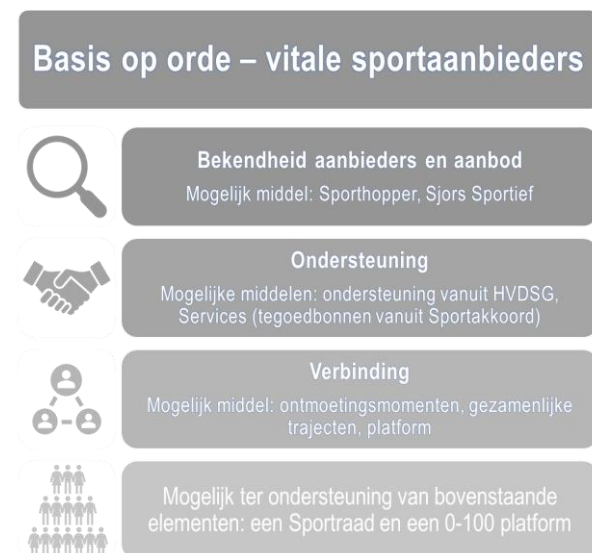 Basis op orde – vitale sportaanbieders
Bekendheid aanbieders en aanbod
Mogelijk middel: Sporthopper, Sjors Sportief
Ondersteuning
Mogelijke middelen: ondersteuning vanuit HVDSG,
Services (tegoedbonnen vanuit Sportakkoord)
Verbinding
Mogelijk middel: ontmoetingsmomenten, gezamenlijke
trajecten, platform
Mogelijk ter ondersteuning van bovenstaande
elementen: een Sportraad en een 0-100 platform